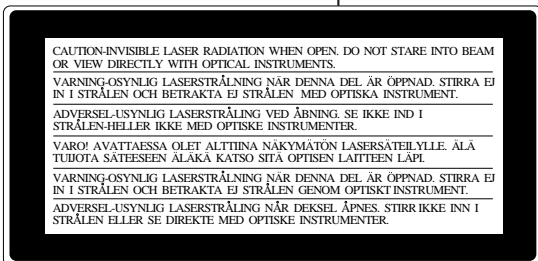 CAUTION-INVISIBLE LASER RADIATION WHEN OPEN. DO NOT STARE INTO BEAM
OR VIEW DIRECTLY WITH OPTICAL INSTRUMENTS.
VARNING-OSYNLIG LASERSTRÅLNING NÄR DENNA DEL ÄR ÖPPNAD. STIRRA EJ
IN I STRÅLEN OCH BETRAKTA EJ STRÅLEN MED OPTISKA INSTRUMENT.
ADVERSEL-USYNLIG LASERSTRÅLING VED ÅBNING. SE IKKE IND I
STRÅLEN-HELLER IKKE MED OPTISKE INSTRUMENTER.
VARO! AVATTAESSA OLET ALTTIINA NÄKYMÄTÖN LASERSÄTEILYLLE. ÄLÄ
TUIJOTA SÄTEESEEN ÄLÄKÄ KATSO SITÄ OPTISEN LAITTEEN LÄPI.
VARNING-OSYNLIG LASERSTRÅLNING NÄR DENNA DEL ÄR ÖPPNAD. STIRRA EJ
IN I STRÅLEN OCH BETRAKTA EJ STRÅLEN GENOM OPTISKT INSTRUMENT.
ADVERSEL-USYNLIG LASERSTRÅLING NÅR DEKSEL ÅPNES. STIRR IKKE INN I
STRÅLEN ELLER SE DIREKTE MED OPTISKE INSTRUMENTER.